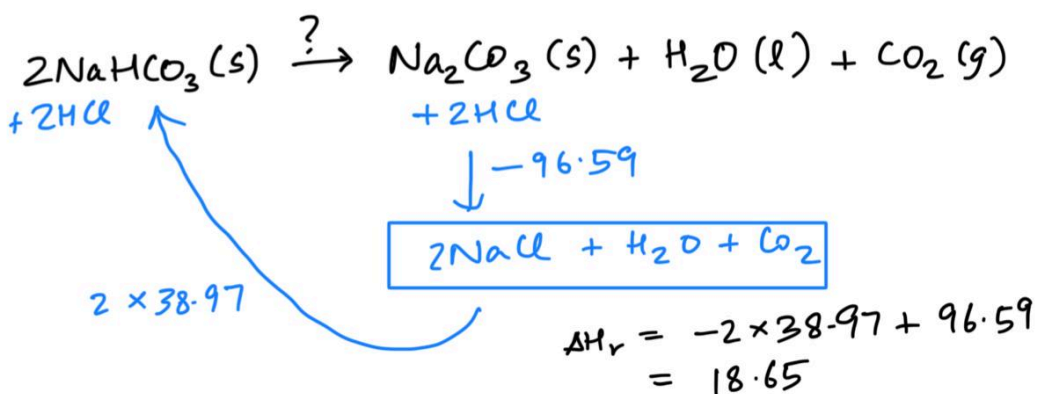 2NaHCO₃(s) ?→ Na₂CO₃(s) + H₂O(l) + CO₂(g)
+2HCl +2HCl
↓ -96.59
2NaCl + H₂O + CO₂
2 × 38.97
ΔHᵣ = -2×38.97 + 96.59
= 18.65